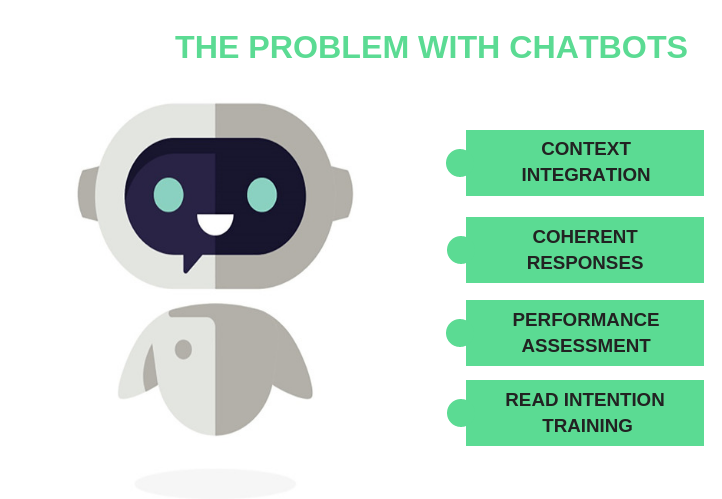 THE PROBLEM WITH CHATBOTS
CONTEXT
INTEGRATION
COHERENT
RESPONSES
PERFORMANCE
ASSESSMENT
READ INTENTION
TRAINING